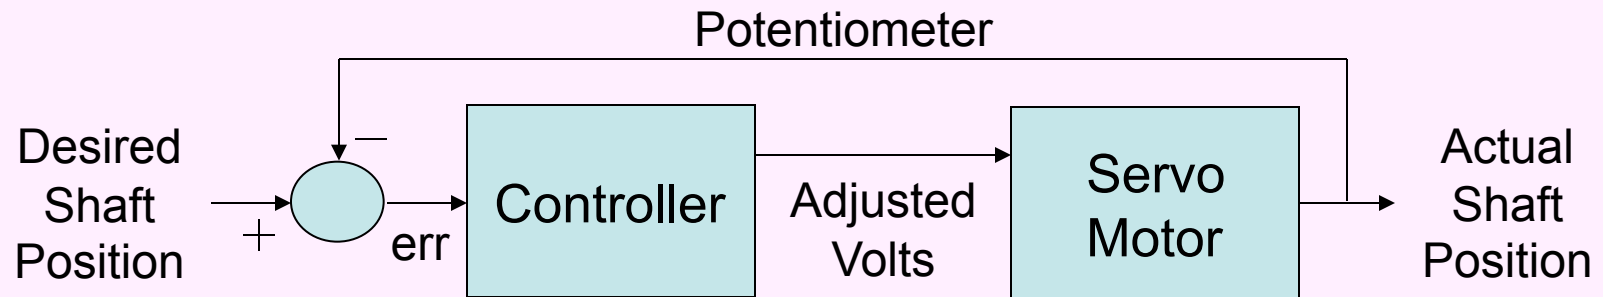 Potentiometer
Desired
Shaft
Position
+
−
err
Controller
Adjusted
Volts
Servo
Motor
Actual
Shaft
Position